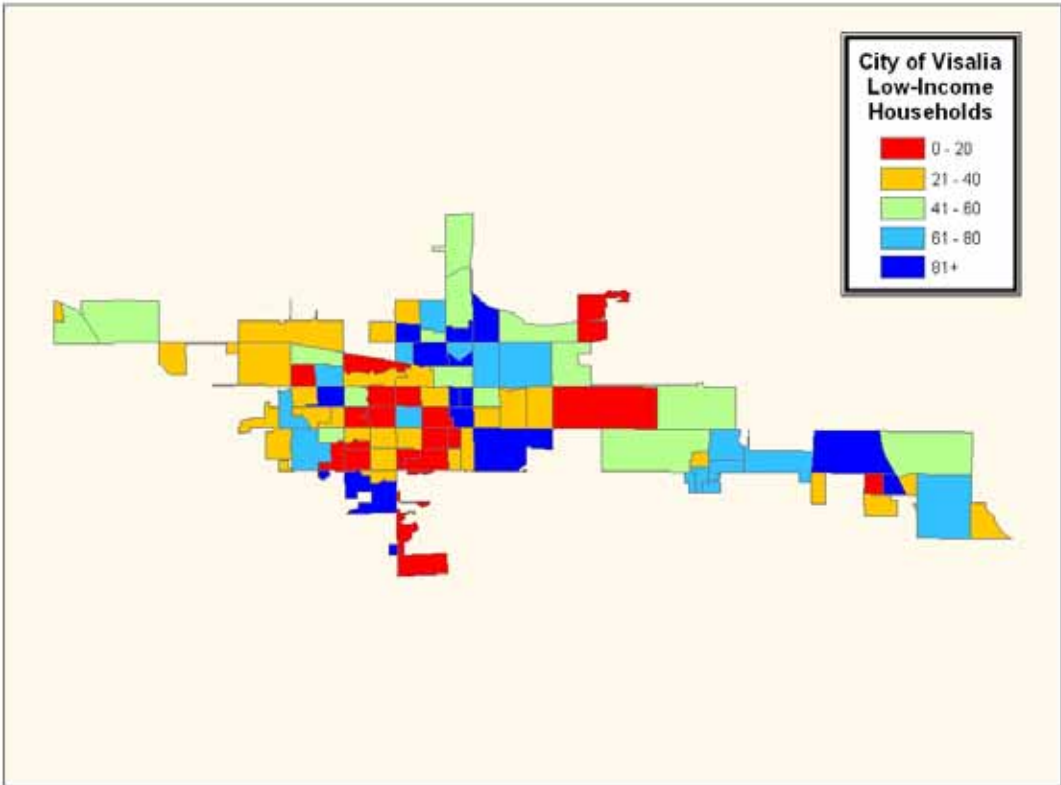 City of Visalia
Low-Income
Households
0 - 20
21 - 40
41 - 60
61 - 80
81+